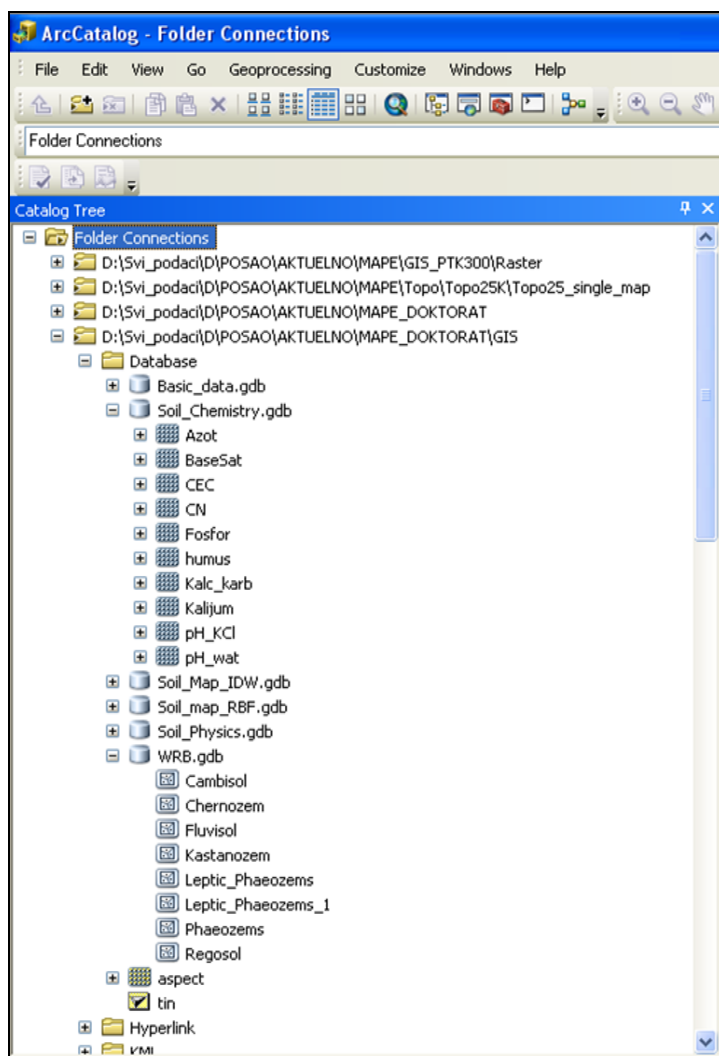 ArcCatalog - Folder Connections
File Edit View Go Geoprocessing Customize Windows Help
Folder Connections
Catalog Tree
Folder Connections
D:\Svi_podaci\D\POSAO\AKTUELNO\MAPE\GIS_PTK300\Raster
D:\Svi_podaci\D\POSAO\AKTUELNO\MAPE\Topo\Topo25K\Topo25_single_map
D:\Svi_podaci\D\POSAO\AKTUELNO\MAPE_DOKTORAT
D:\Svi_podaci\D\POSAO\AKTUELNO\MAPE_DOKTORAT\GIS
Database
Basic_data.gdb
Soil_Chemistry.gdb
Azot
BaseSat
CEC
CN
Fosfor
humus
Kalc_karb
Kalijum
pH_KCl
pH_wat
Soil_Map_IDW.gdb
Soil_map_RBF.gdb
Soil_Physics.gdb
WRB.gdb
Cambisol
Chernozem
Fluvisol
Kastanozem
Leptic_Phaeozems
Leptic_Phaeozems_1
Phaeozems
Regosol
aspect
tin
Hyperlink
KML